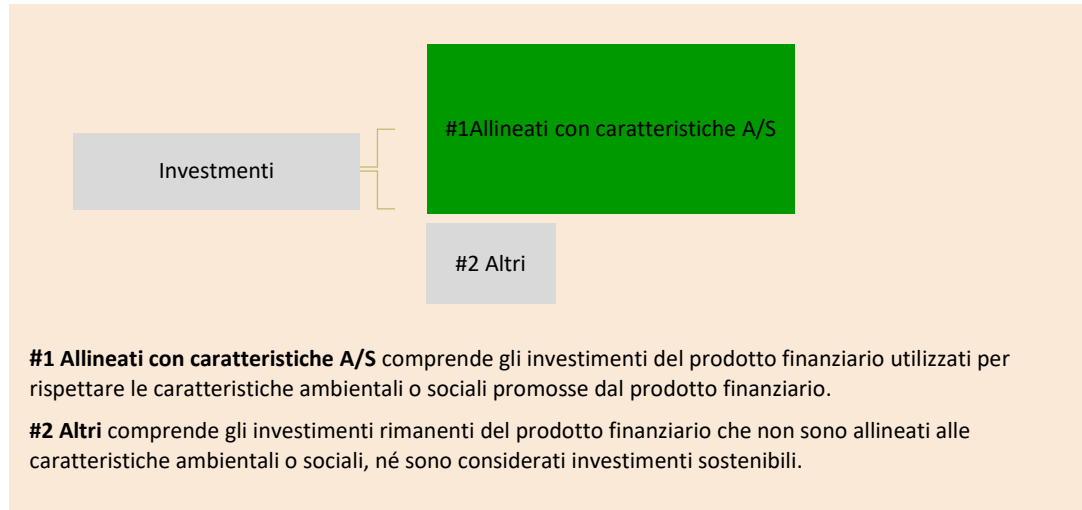 #1Allineati con caratteristiche A/S
Investmenti
#2 Altri
#1 Allineati con caratteristiche A/S comprende gli investimenti del prodotto finanziario utilizzati per
rispettare le caratteristiche ambientali o sociali promosse dal prodotto finanziario.
#2 Altri comprende gli investimenti rimanenti del prodotto finanziario che non sono allineati alle
caratteristiche ambientali o sociali, né sono considerati investimenti sostenibili.